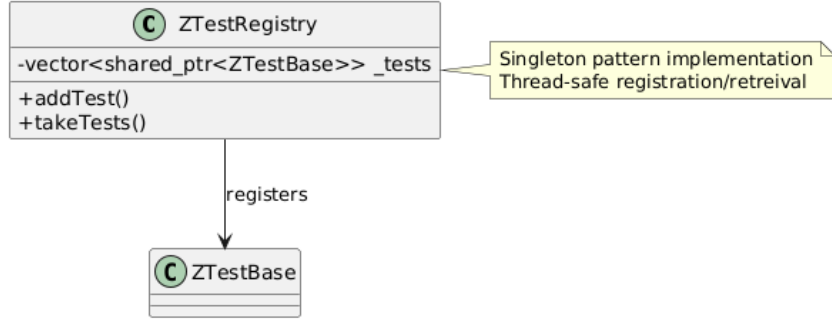 C ZTestRegistry
-vector<shared_ptr<ZTestBase>> _tests
+addTest()
+takeTests()
Singleton pattern implementation
Thread-safe registration/retreival
registers
C ZTestBase